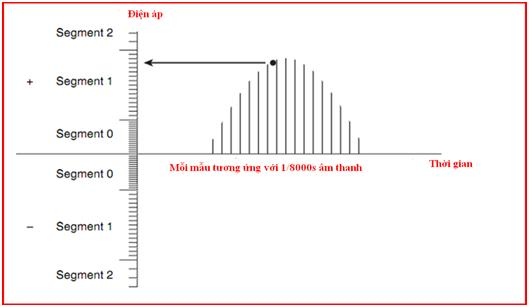 Điện áp
Segment 2
+ Segment 1
Segment 0
Thời gian
Mỗi mẫu tương ứng với 1/8000s âm thanh
Segment 0
– Segment 1
Segment 2